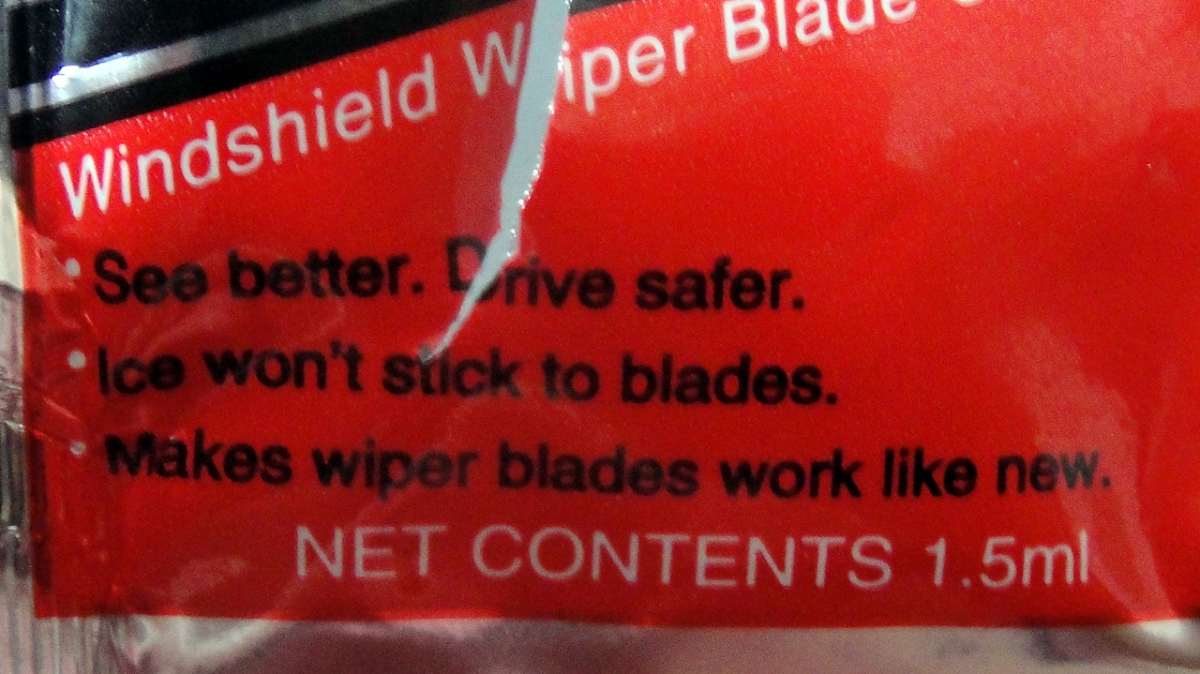 Windshield Wiper Blade
• See better. Drive safer.
• Ice won't stick to blades.
• Makes wiper blades work like new.
NET CONTENTS 1.5ml